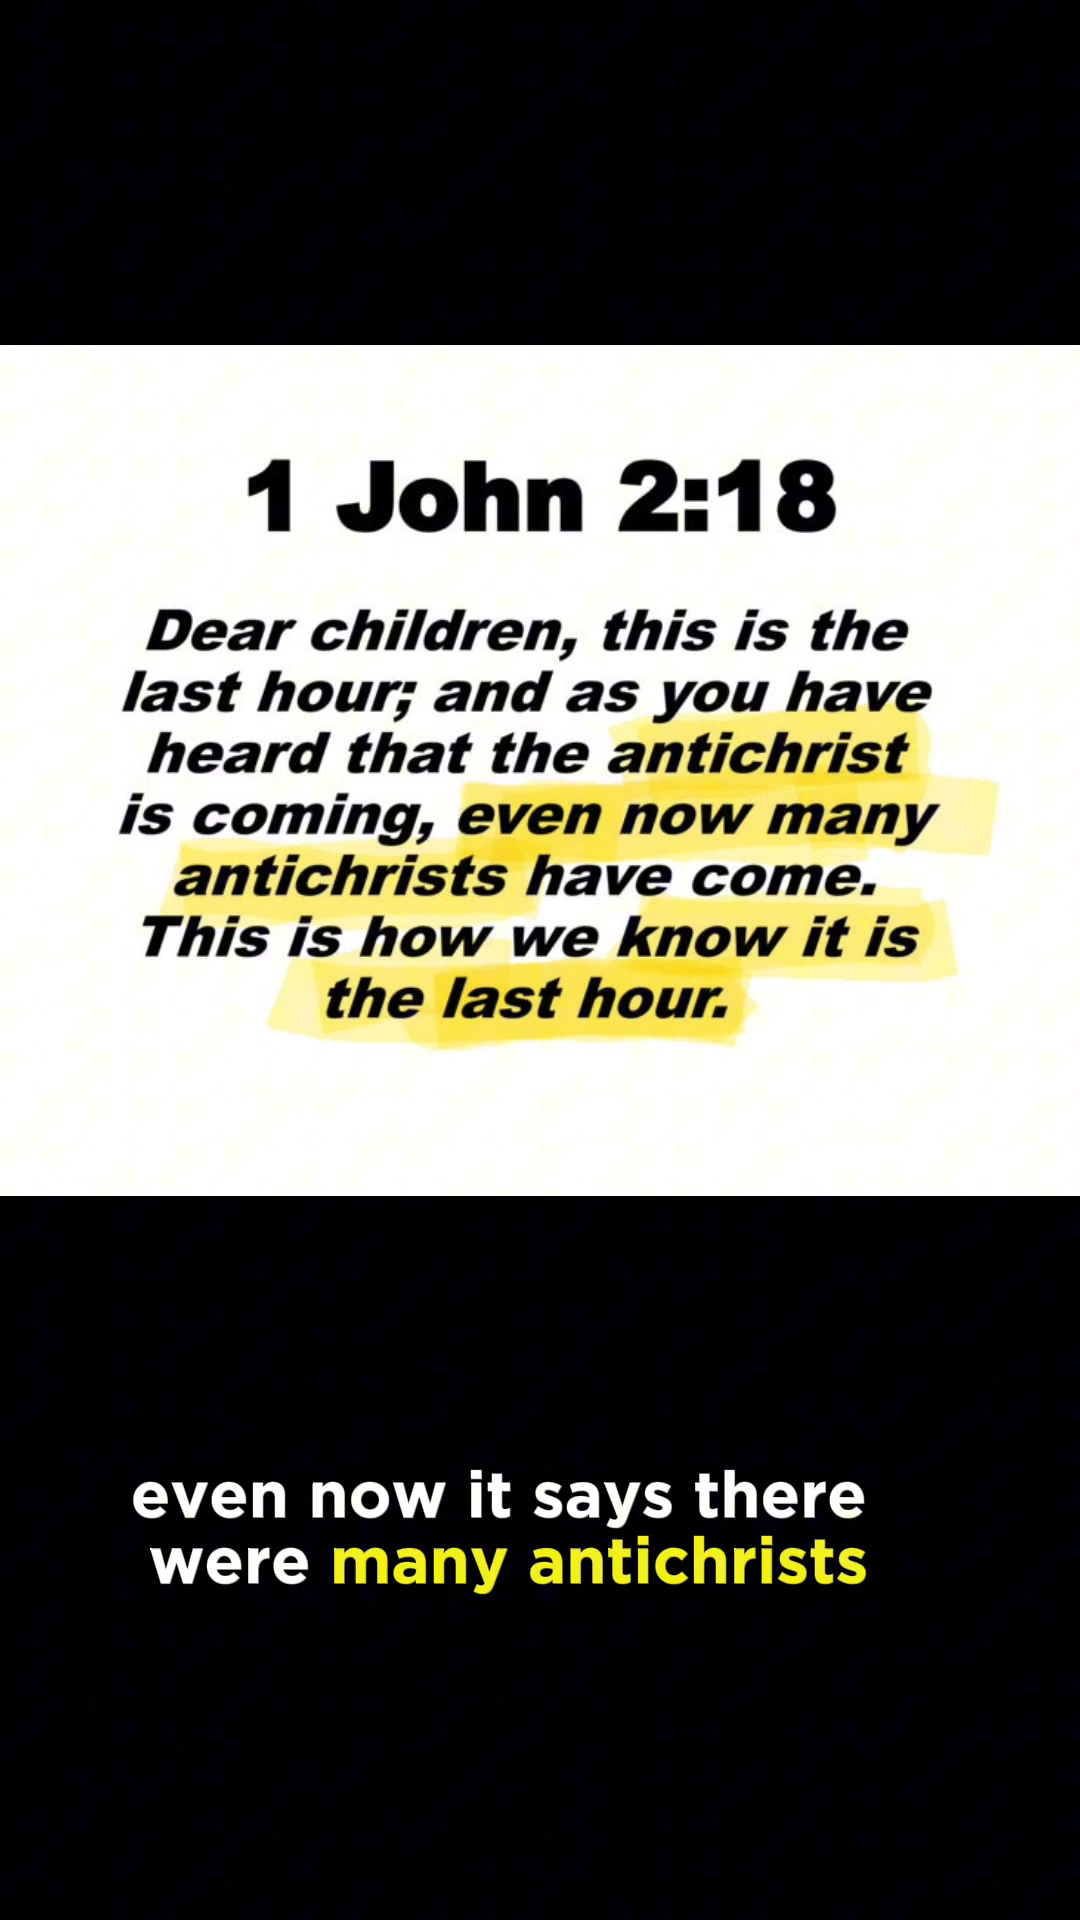 1 John 2:18
Dear children, this is the
last hour; and as you have
heard that the antichrist
is coming, even now many
antichrists have come.
This is how we know it is
the last hour.
even now it says there
were many antichrists